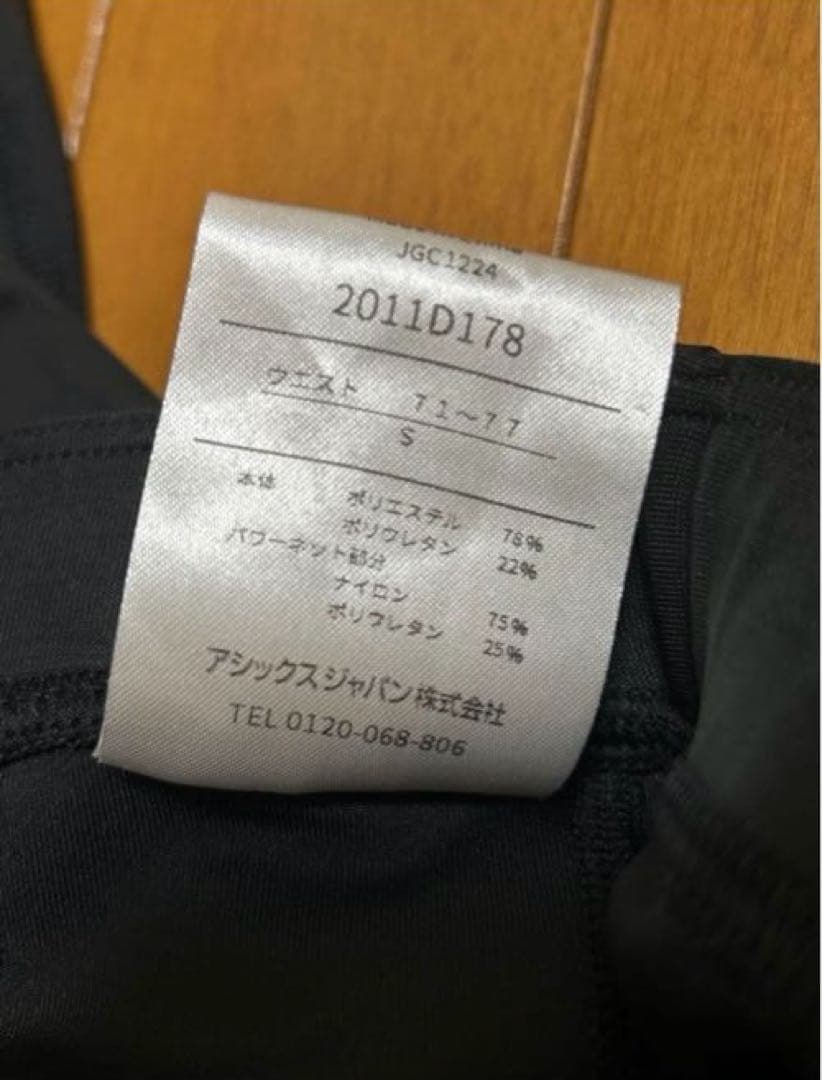 JGC1224
2011D178
ウエスト 71～77
S
本体 ポリエステル 78%
ポリウレタン 22%
パワーネット部分
ナイロン 75%
ポリウレタン 25%
アシックスジャパン株式会社
TEL 0120-068-806